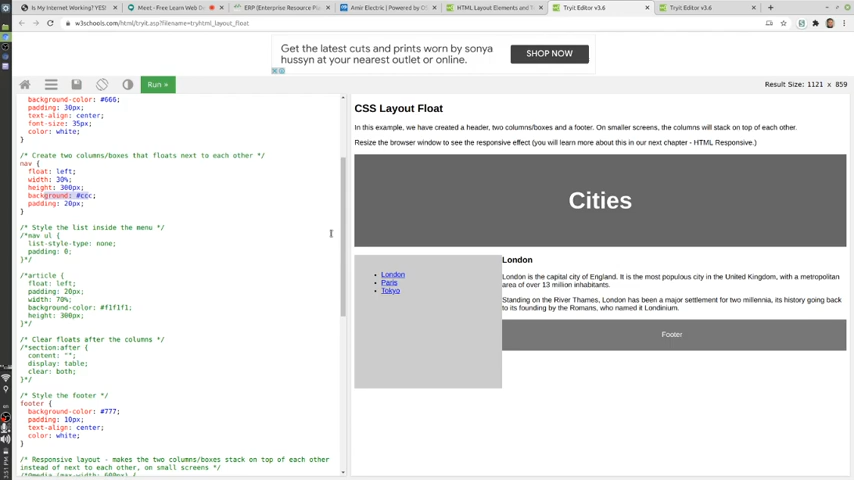 Is My Internet Working? |S
Meet - Free Learn Web D
ERP (Enterprise Resource Pl
Amir Electric | Powered by O
HTML Layout Elements and T
Tryit Editor v3.6
Tryit Editor v3.6
w3schools.com/html/tryit.asp?filename=tryhtml_layout_float
Get the latest cuts and prints worn by sonya
hussyn at your nearest outlet or online.
SHOP NOW
Run »
Result Size: 1121 x 859
background-color: #666;
padding: 30px;
text-align: center;
font-size: 35px;
color: white;
}
/* Create two columns/boxes that floats next to each other */
nav {
float: left;
width: 30%;
height: 300px;
background: #ccc;
padding: 20px;
}
/* Style the list inside the menu */
/*nav ul {
list-style-type: none;
padding: 0;
}*/
/*article {
float: left;
padding: 20px;
width: 70%;
background-color: #f1f1f1;
height: 300px;
}*/
/* Clear floats after the columns */
/*section:after {
content: "";
display: table;
clear: both;
}*/
/* Style the footer */
footer {
background-color: #777;
padding: 10px;
text-align: center;
color: white;
}
/* Responsive layout - makes the two columns/boxes stack on top of each other
instead of next to each other, on small screens */
/*@media (max-width: 600px) {
CSS Layout Float
In this example, we have created a header, two columns/boxes and a footer. On smaller screens, the columns will stack on top of each other.
Resize the browser window to see the responsive effect (you will learn more about this in our next chapter - HTML Responsive.)
Cities
London
Paris
Tokyo
London
London is the capital city of England. It is the most populous city in the United Kingdom, with a metropolitan
area of over 13 million inhabitants.
Standing on the River Thames, London has been a major settlement for two millennia, its history going back
to its founding by the Romans, who named it Londinium.
Footer
3:51 PM